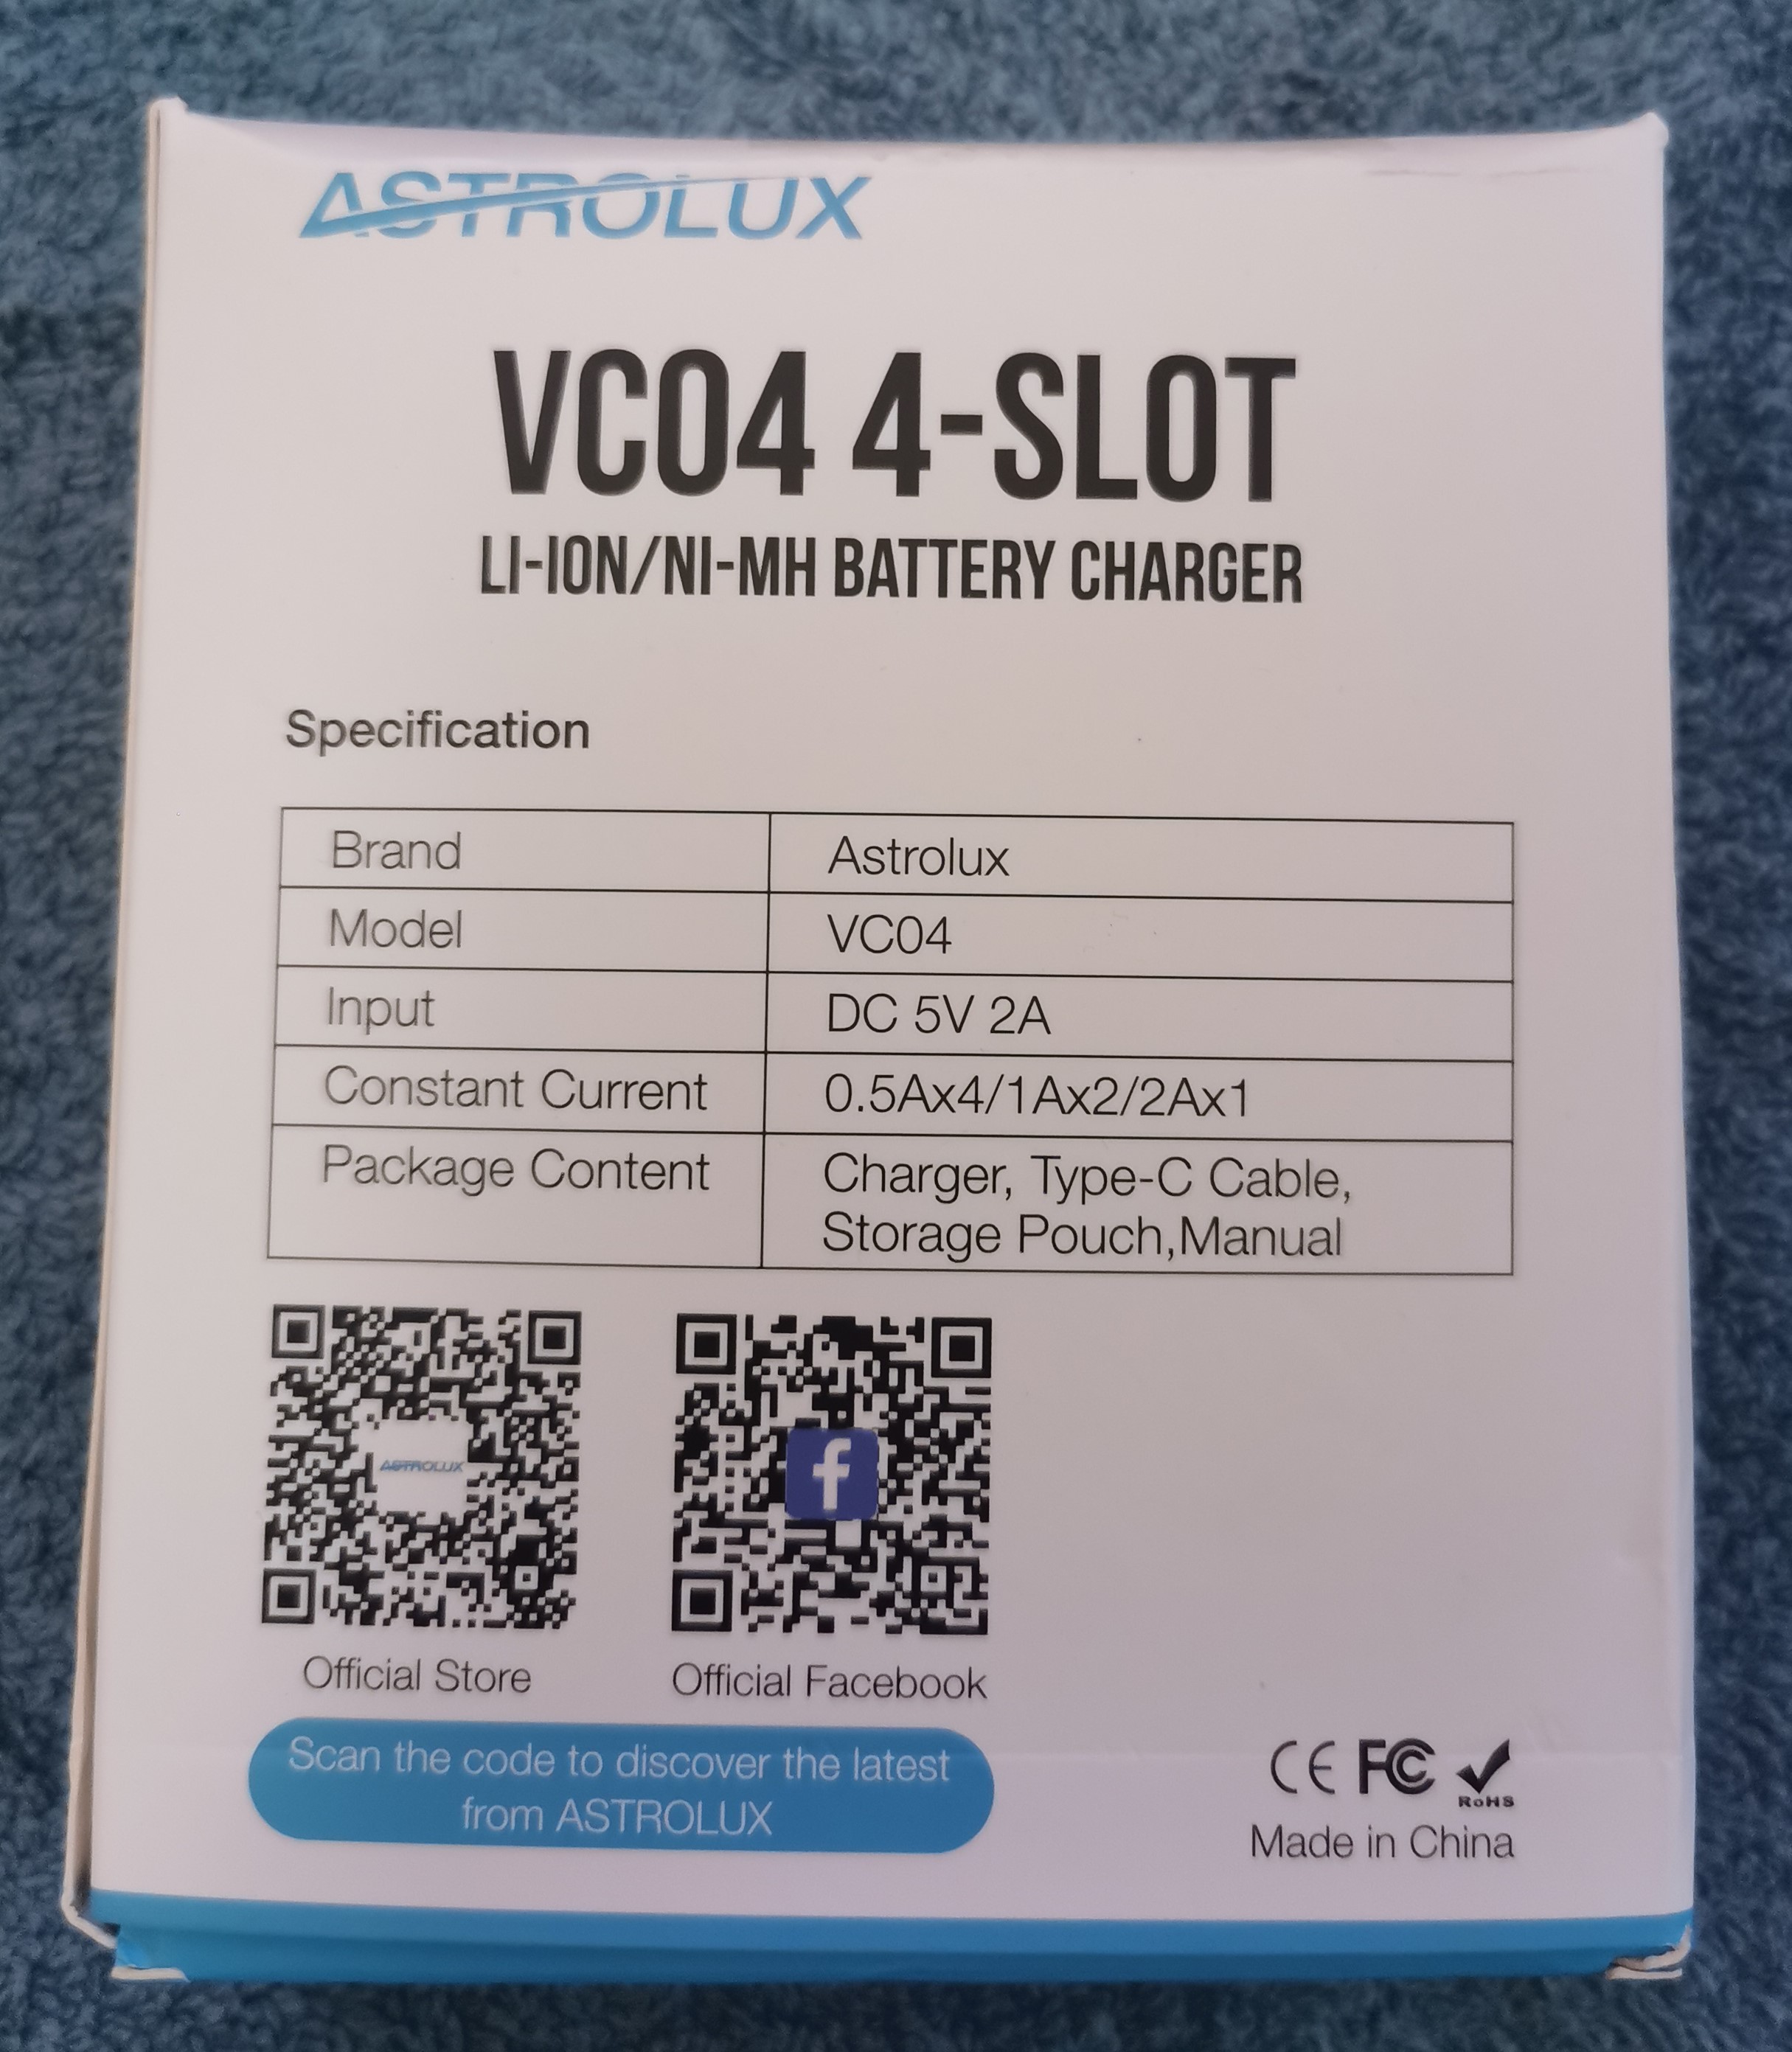 ASTROLUX
VC04 4-SLOT
LI-ION/NI-MH BATTERY CHARGER
Specification
Brand Astrolux
Model VC04
Input DC 5V 2A
Constant Current 0.5Ax4/1Ax2/2Ax1
Package Content Charger, Type-C Cable,
Storage Pouch,Manual
ASTROLUX
f
Official Store Official Facebook
Scan the code to discover the latest
from ASTROLUX
CE FC RoHS
Made in China